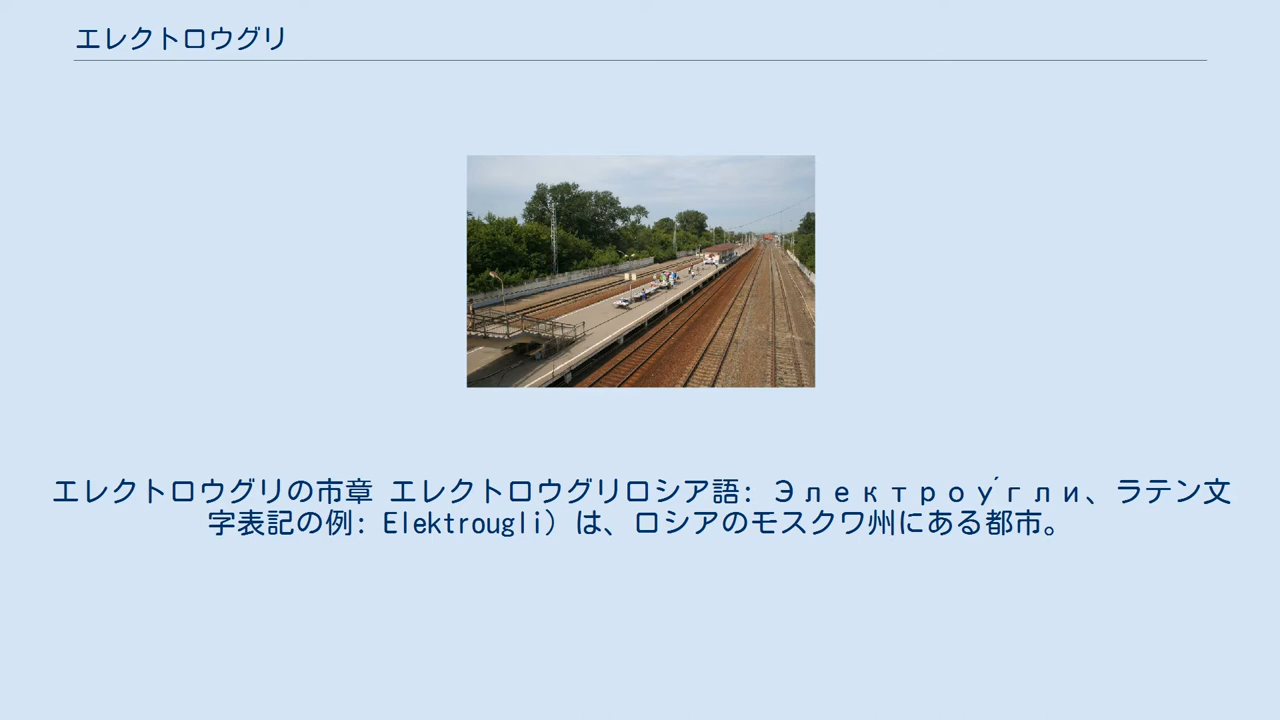 エレクトロウグリ
エレクトロウグリの市章 エレクトロウグリロシア語: Электроу́гли、ラテン文
字表記の例: Elektrougli）は、ロシアのモスクワ州にある都市。